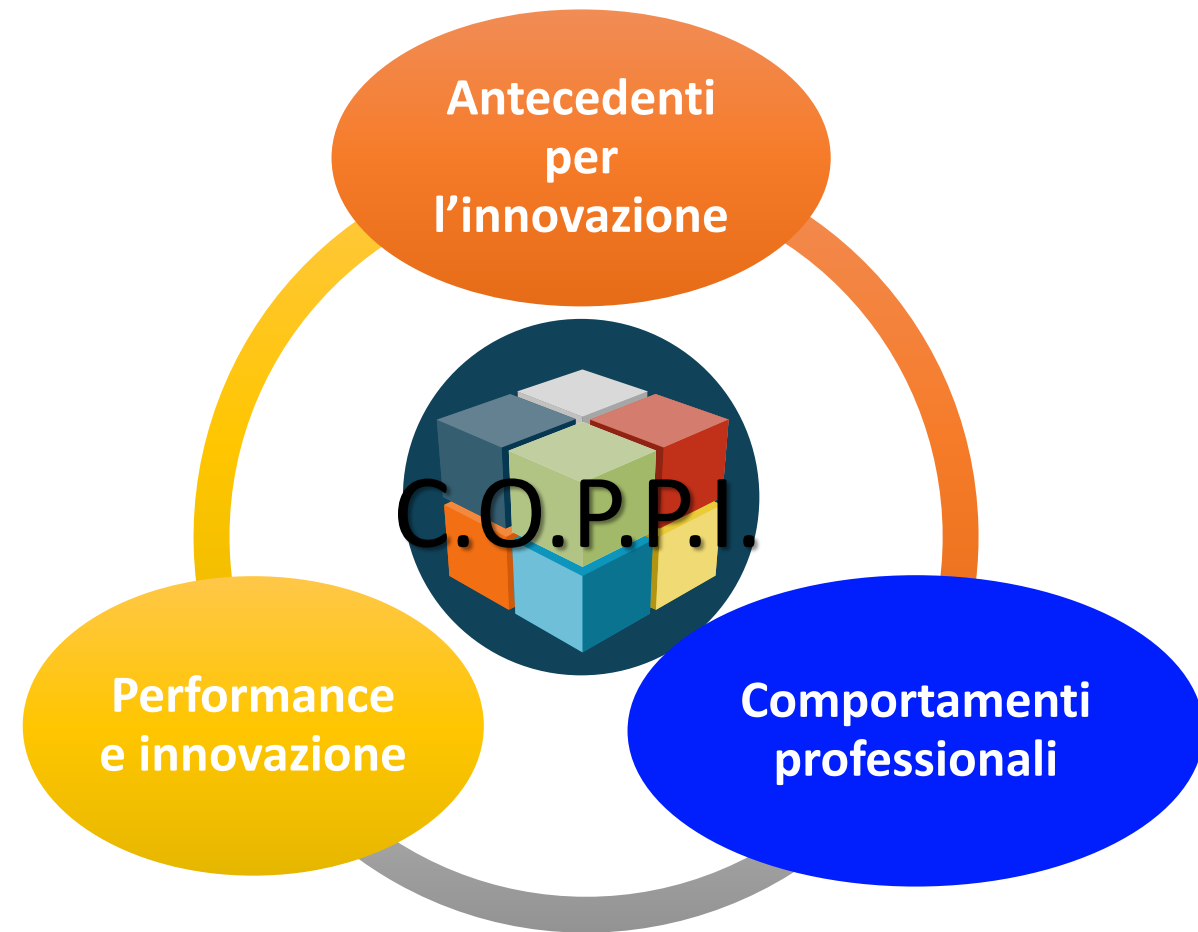 Antecedenti
per
l’innovazione
C.O.P.P.I.
Performance
e innovazione
Comportamenti
professionali